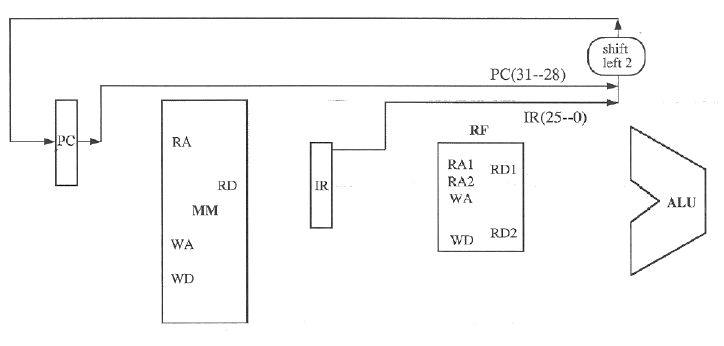 shift
left 2
PC(31--28)
IR(25--0)
PC
RA
RD
MM
WA
WD
IR
RF
RA1
RD1
RA2
WA
WD
RD2
ALU